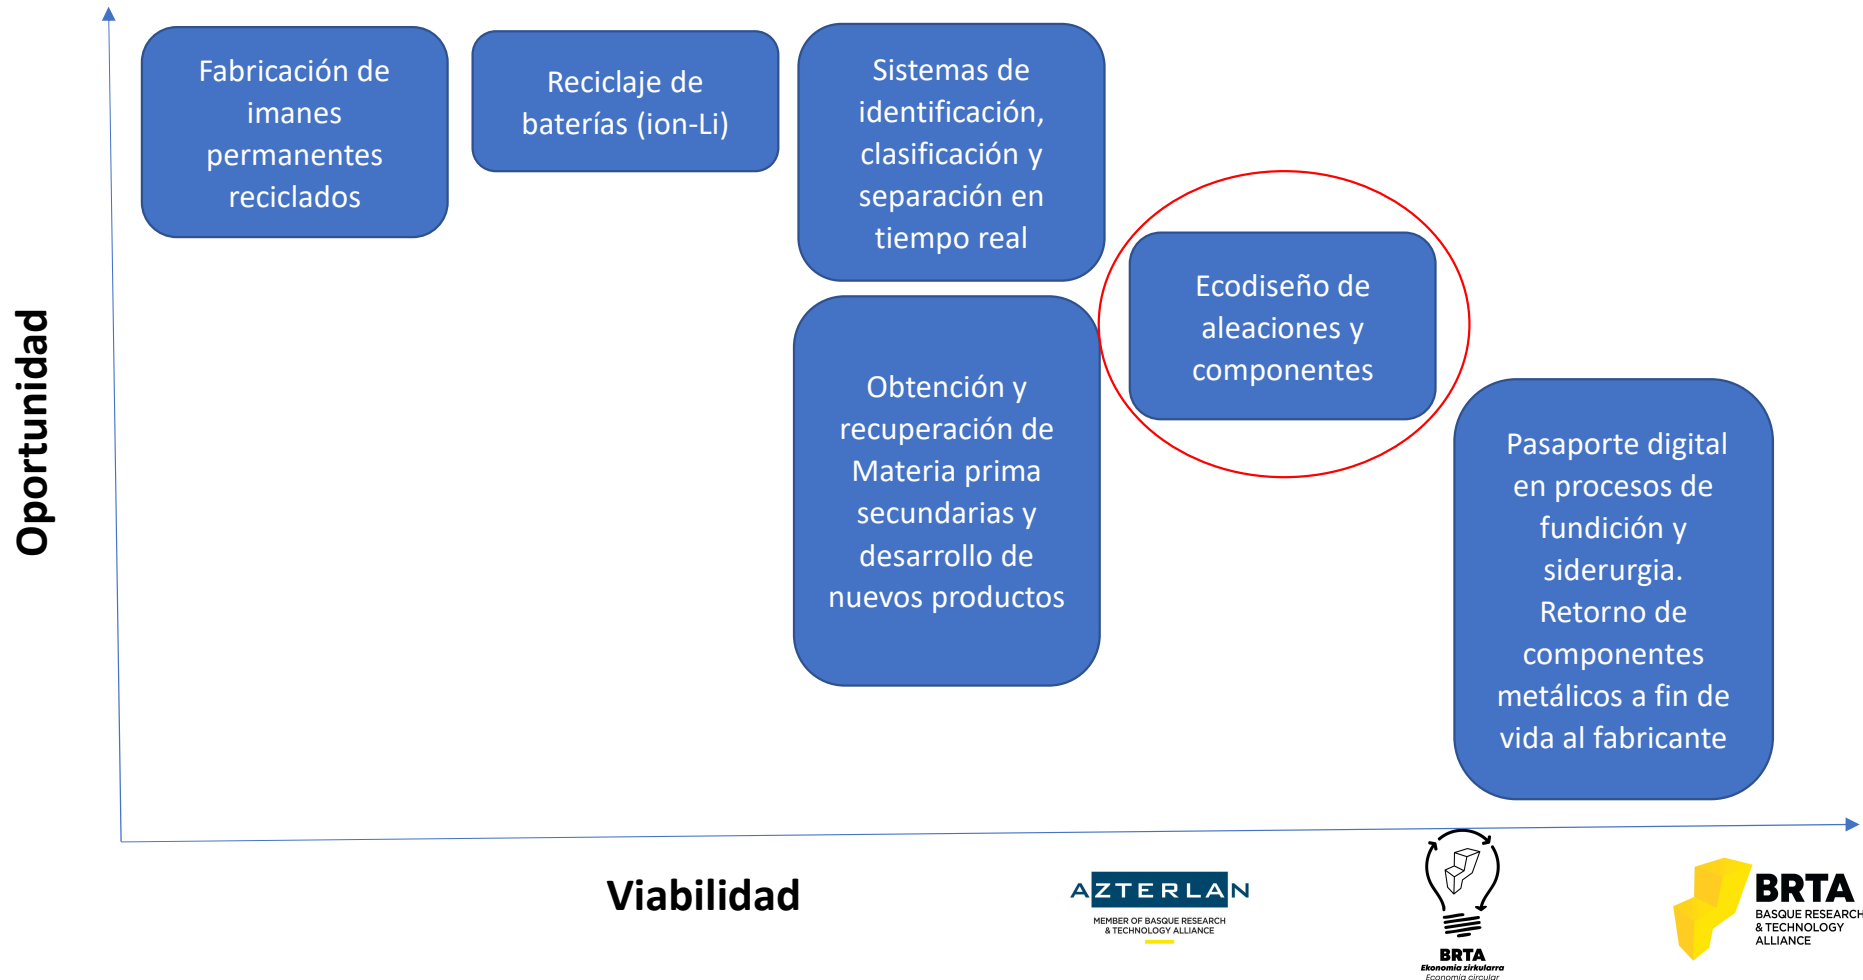 Fabricación de
imanes
permanentes
reciclados
Reciclaje de
baterías (ion-Li)
Sistemas de
identificación,
clasificación y
separación en
tiempo real
Ecodiseño de
aleaciones y
componentes
Obtención y
recuperación de
Materia prima
secundarias y
desarrollo de
nuevos productos
Pasaporte digital
en procesos de
fundición y
siderurgia.
Retorno de
componentes
metálicos a fin de
vida al fabricante
Oportunidad
Viabilidad
AZTERLAN
MEMBER OF BASQUE RESEARCH
& TECHNOLOGY ALLIANCE
BRTA
Ekonomia zirkularra
Economía circular
BRTA
BASQUE RESEARCH
& TECHNOLOGY
ALLIANCE